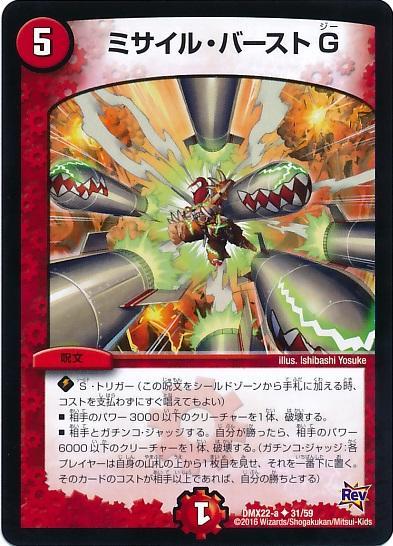 5
ミサイル・バーストG
ジー
illus. Ishibashi Yosuke
呪文
S・トリガー(この呪文をシールドゾーンから手札に加える時、
コストを支払わずにすぐ唱えてもよい)
■ 相手のパワー3000以下のクリーチャーを1体、破壊する。
■ 相手とガチンコ・ジャッジする。自分が勝ったら、相手のパワー
6000以下のクリーチャーを1体、破壊する。(ガチンコ・ジャッジ:各
プレイヤーは自身の山札の上から1枚目を見せ、それを一番下に置く。
そのカードのコストが相手以上であれば、自分の勝ちとする)
1
Rev
DMX22-a ◆ 31/59
©2016 Wizards/Shogakukan/Mitsui-Kids